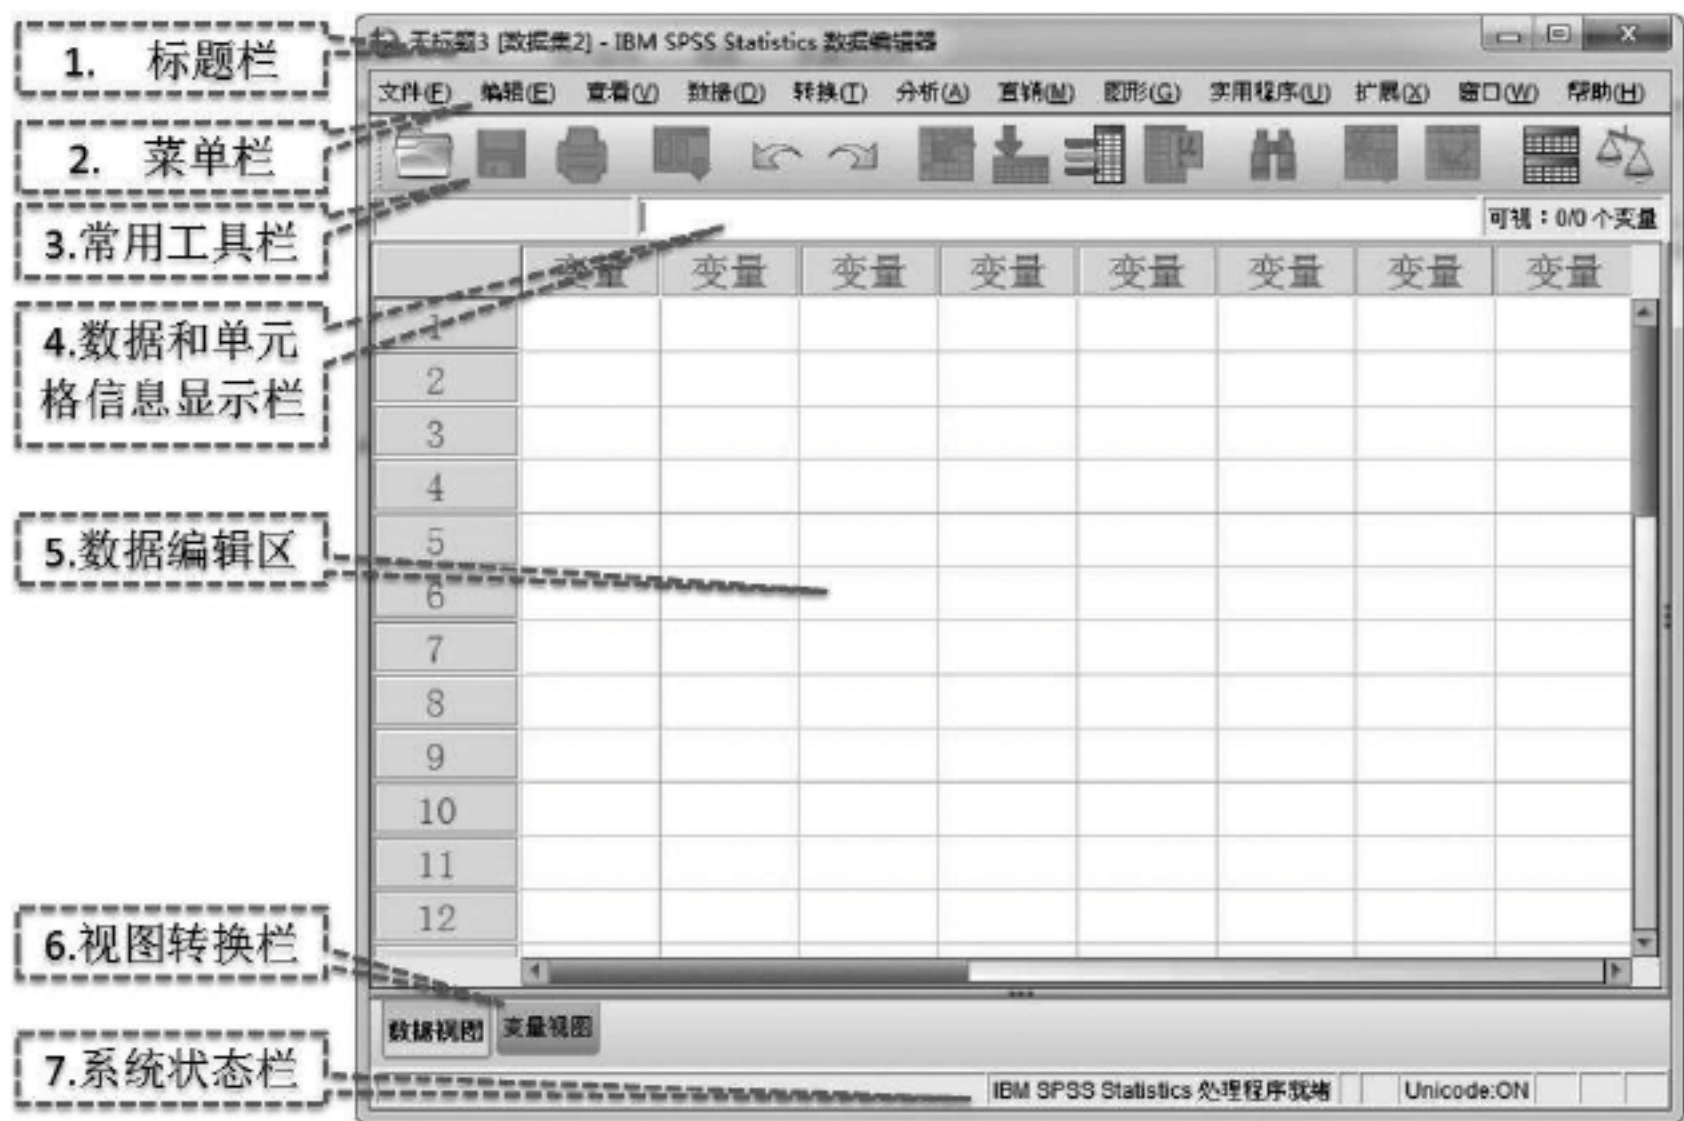 1. 标题栏
2. 菜单栏
3.常用工具栏
4.数据和单元
格信息显示栏
5.数据编辑区
6.视图转换栏
7.系统状态栏
无标题3 [数据集2] - IBM SPSS Statistics 数据编辑器
文件(F) 编辑(E) 查看(V) 数据(D) 转换(T) 分析(A) 直销(M) 图形(G) 实用程序(U) 扩展(X) 窗口(W) 帮助(H)
可视：0/0 个变量
变量 变量 变量 变量 变量 变量 变量 变量
1
2
3
4
5
6
7
8
9
10
11
12
数据视图 变量视图
IBM SPSS Statistics 处理程序就绪 Unicode:ON